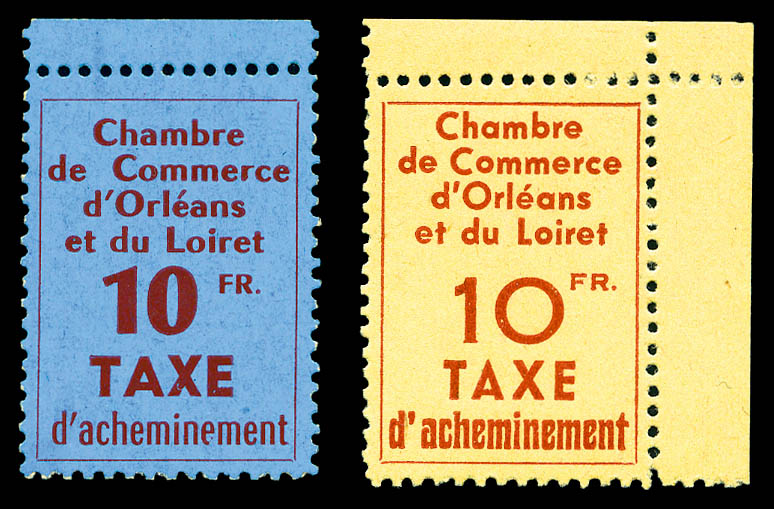 Chambre
de Commerce
d'Orléans
et du Loiret
10 FR.
TAXE
d'acheminement
Chambre
de Commerce
d'Orléans
et du Loiret
10 FR.
TAXE
d'acheminement